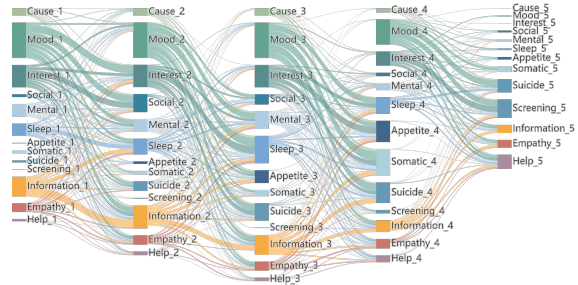 Cause_1
Mood_1
Interest_1
Social_1
Mental_1
Sleep_1
Appetite_1
Somatic_1
Suicide_1
Screening_1
Information_1
Empathy_1
Help_1
Cause_2
Mood_2
Interest_2
Social_2
Mental_2
Sleep_2
Appetite_2
Somatic_2
Suicide_2
Screening_2
Information_2
Empathy_2
Help_2
Cause_3
Mood_3
Interest_3
Social_3
Mental_3
Sleep_3
Appetite_3
Somatic_3
Suicide_3
Screening_3
Information_3
Empathy_3
Help_3
Cause_4
Mood_4
Interest_4
Social_4
Mental_4
Sleep_4
Appetite_4
Somatic_4
Suicide_4
Screening_4
Information_4
Empathy_4
Help_4
Cause_5
Mood_5
Interest_5
Social_5
Mental_5
Sleep_5
Appetite_5
Somatic_5
Suicide_5
Screening_5
Information_5
Empathy_5
Help_5